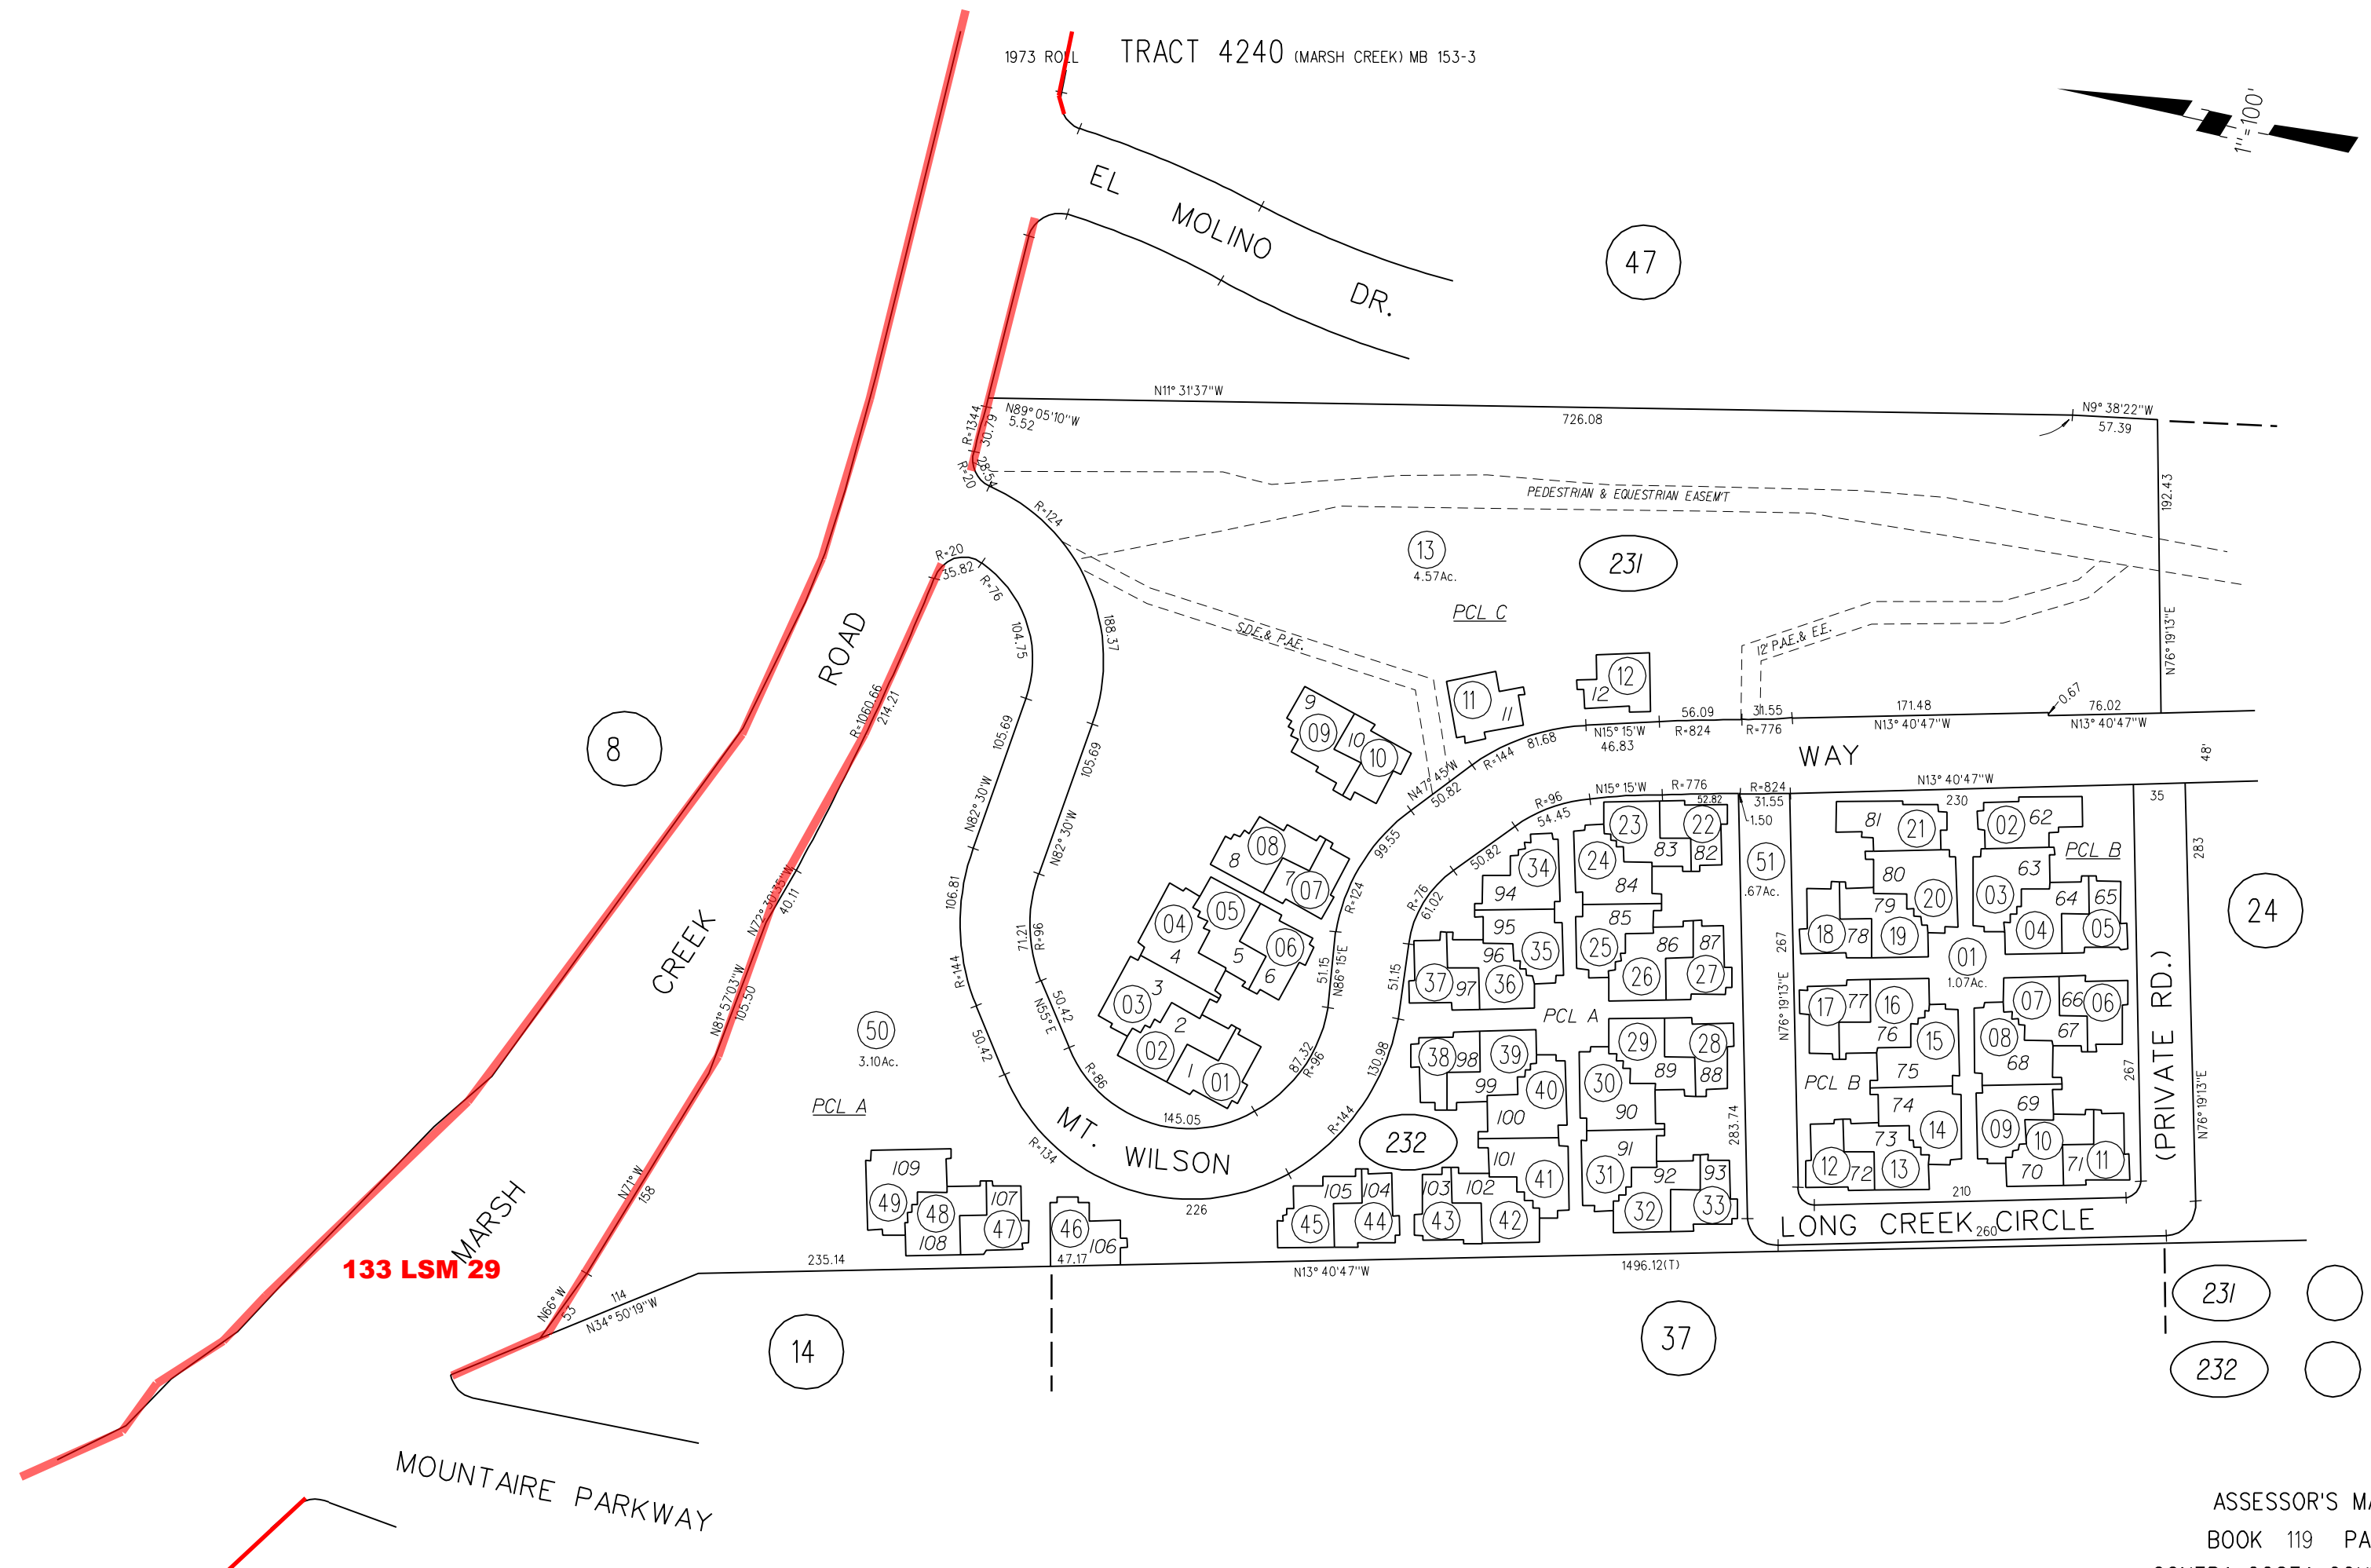 1973 ROLL TRACT 4240 (MARSH CREEK) MB 153-3
1"=100'
EL MOLINO DR.
47
N11° 31'37"W
726.08
N9° 38'22"W
57.39
N89° 05'10"W
5.52
R=1344
30.79
28.54
R=20
R=124
PEDESTRIAN & EQUESTRIAN EASEM'T
192.43
N76° 19'13"E
13
4.57Ac.
231
PCL C
R=20
35.82
R=76
104.75
188.37
S.D.E.& P.A.E.
12' P.A.E.& E.E.
105.69
105.69
N82° 30'W
N82° 30'W
R=1060.66
214.21
ROAD
8
9
09
10
10
11
11
12
12
N47° 45'W
50.82
R=144
81.68
N15° 15'W
46.83
56.09
R=824
31.55
R=776
171.48
N13° 40'47"W
0.67
76.02
N13° 40'47"W
WAY
48'
N13° 40'47"W
230
35
283
R=96
54.45
N15° 15'W
R=776
52.82
R=824
31.55
1.50
51
.67Ac.
99.55
R=124
50.82
R=76
61.02
08
8
7
07
05
5
06
6
04
4
3
03
2
02
1
01
106.81
R=144
71.21
R=96
50.42
N55° E
50.42
R=86
145.05
87.32
R=96
51.15
N86° 15'E
51.15
130.98
R=144
R=134
226
MT. WILSON
232
N72° 30'35"W
40.11
N81° 57'03"W
105.50
CREEK
50
3.10Ac.
PCL A
N71° W
158
MARSH
133 LSM 29
N66° W
53
114
N34° 50'19"W
235.14
47.17
N13° 40'47"W
1496.12(T)
109
49
48
108
107
47
46
106
105
104
45
44
103
102
43
42
101
41
34
94
95
35
96
36
97
37
38
98
39
99
40
100
PCL A
23
22
83
82
24
84
85
25
86
87
26
27
29
28
89
88
30
90
91
31
92
93
32
33
267
N76° 19'13"E
283.74
81
21
80
20
79
18
78
19
02
62
PCL B
63
03
64
65
04
05
01
1.07Ac.
17
77
16
76
15
75
PCL B
74
14
73
12
72
13
07
66
06
08
67
68
69
09
10
70
71
11
267
210
LONG CREEK CIRCLE
260
(PRIVATE RD.)
N76° 19'13"E
24
14
37
231
232
MOUNTAIRE PARKWAY
ASSESSOR'S
BOOK 119